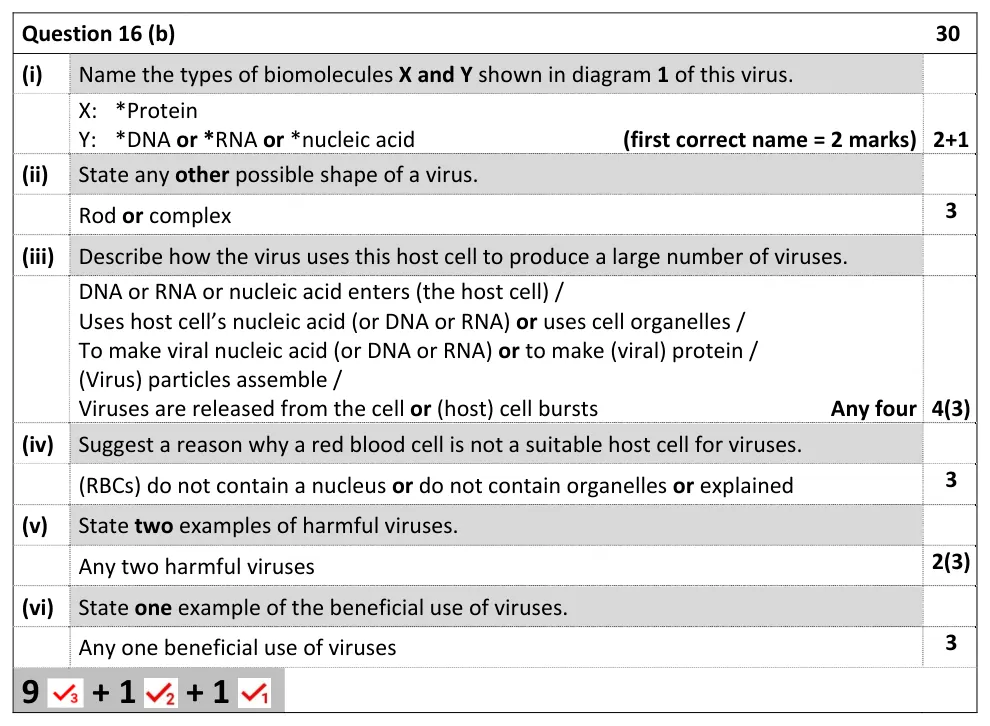 Question 16 (b) 30
(i) Name the types of biomolecules X and Y shown in diagram 1 of this virus.
X: *Protein
Y: *DNA or *RNA or *nucleic acid (first correct name = 2 marks) 2+1
(ii) State any other possible shape of a virus.
Rod or complex 3
(iii) Describe how the virus uses this host cell to produce a large number of viruses.
DNA or RNA or nucleic acid enters (the host cell) /
Uses host cell’s nucleic acid (or DNA or RNA) or uses cell organelles /
To make viral nucleic acid (or DNA or RNA) or to make (viral) protein /
(Virus) particles assemble /
Viruses are released from the cell or (host) cell bursts Any four 4(3)
(iv) Suggest a reason why a red blood cell is not a suitable host cell for viruses.
(RBCs) do not contain a nucleus or do not contain organelles or explained 3
(v) State two examples of harmful viruses.
Any two harmful viruses 2(3)
(vi) State one example of the beneficial use of viruses.
Any one beneficial use of viruses 3
9 ✓3 + 1 ✓2 + 1 ✓1